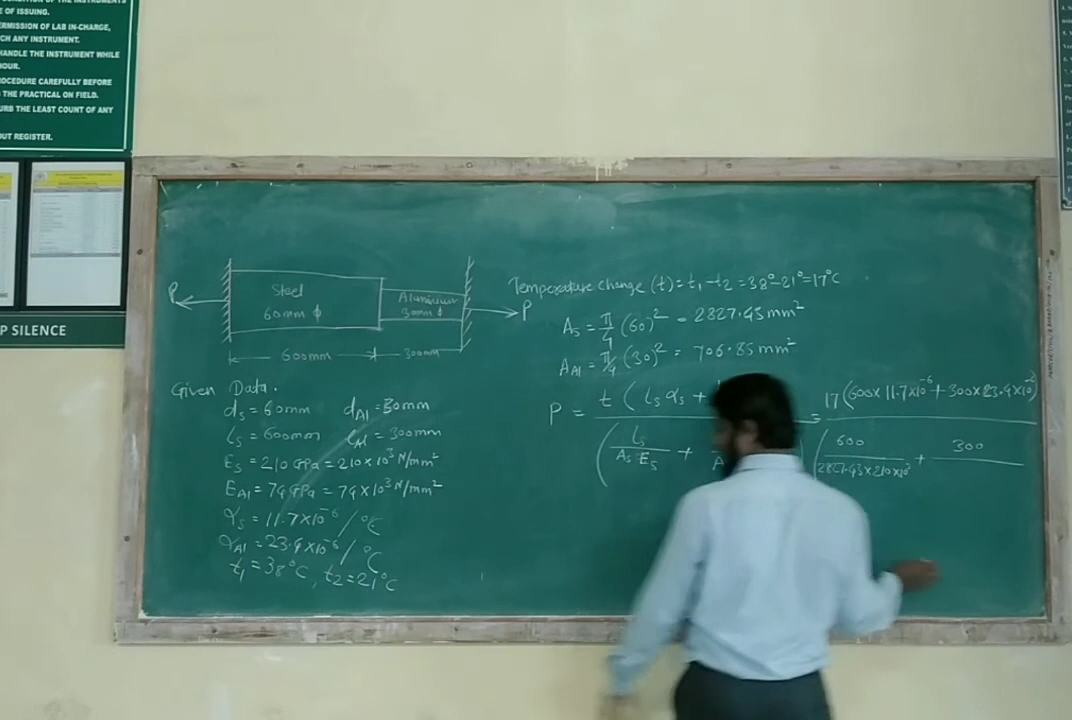 E OF ISSUING.
ERMISSION OF LAB IN-CHARGE,
CH ANY INSTRUMENT.
HANDLE THE INSTRUMENT WHILE
HOUR.
ROCEDURE CAREFULLY BEFORE
THE PRACTICAL ON FIELD.
URB THE LEAST COUNT OF ANY
OUT REGISTER.
P SILENCE
P
Steel
60mm ϕ
Aluminium
30mm ϕ
P
600mm
300mm
Given Data.
ds = 60mm dAl = 30mm
Ls = 600mm LAl = 300mm
Es = 210 GPa = 210×10³ N/mm²
EAl = 74 GPa = 74×10³ N/mm²
αs = 11.7×10⁻⁶ / °C
αAl = 23.4×10⁻⁶ / °C
t₁ = 38°C, t₂ = 21°C
Temperature change (t) = t₁ - t₂ = 38° - 21° = 17°C
As = π/4 (60)² = 2827.43 mm²
AAl = π/4 (30)² = 706.85 mm²
P = t ( Ls αs + = 17 (600×11.7×10⁻⁶ + 300×23.4×10⁻⁶)
( Ls / As Es + A ) ( 600 / 2827.43×210×10³ + 300